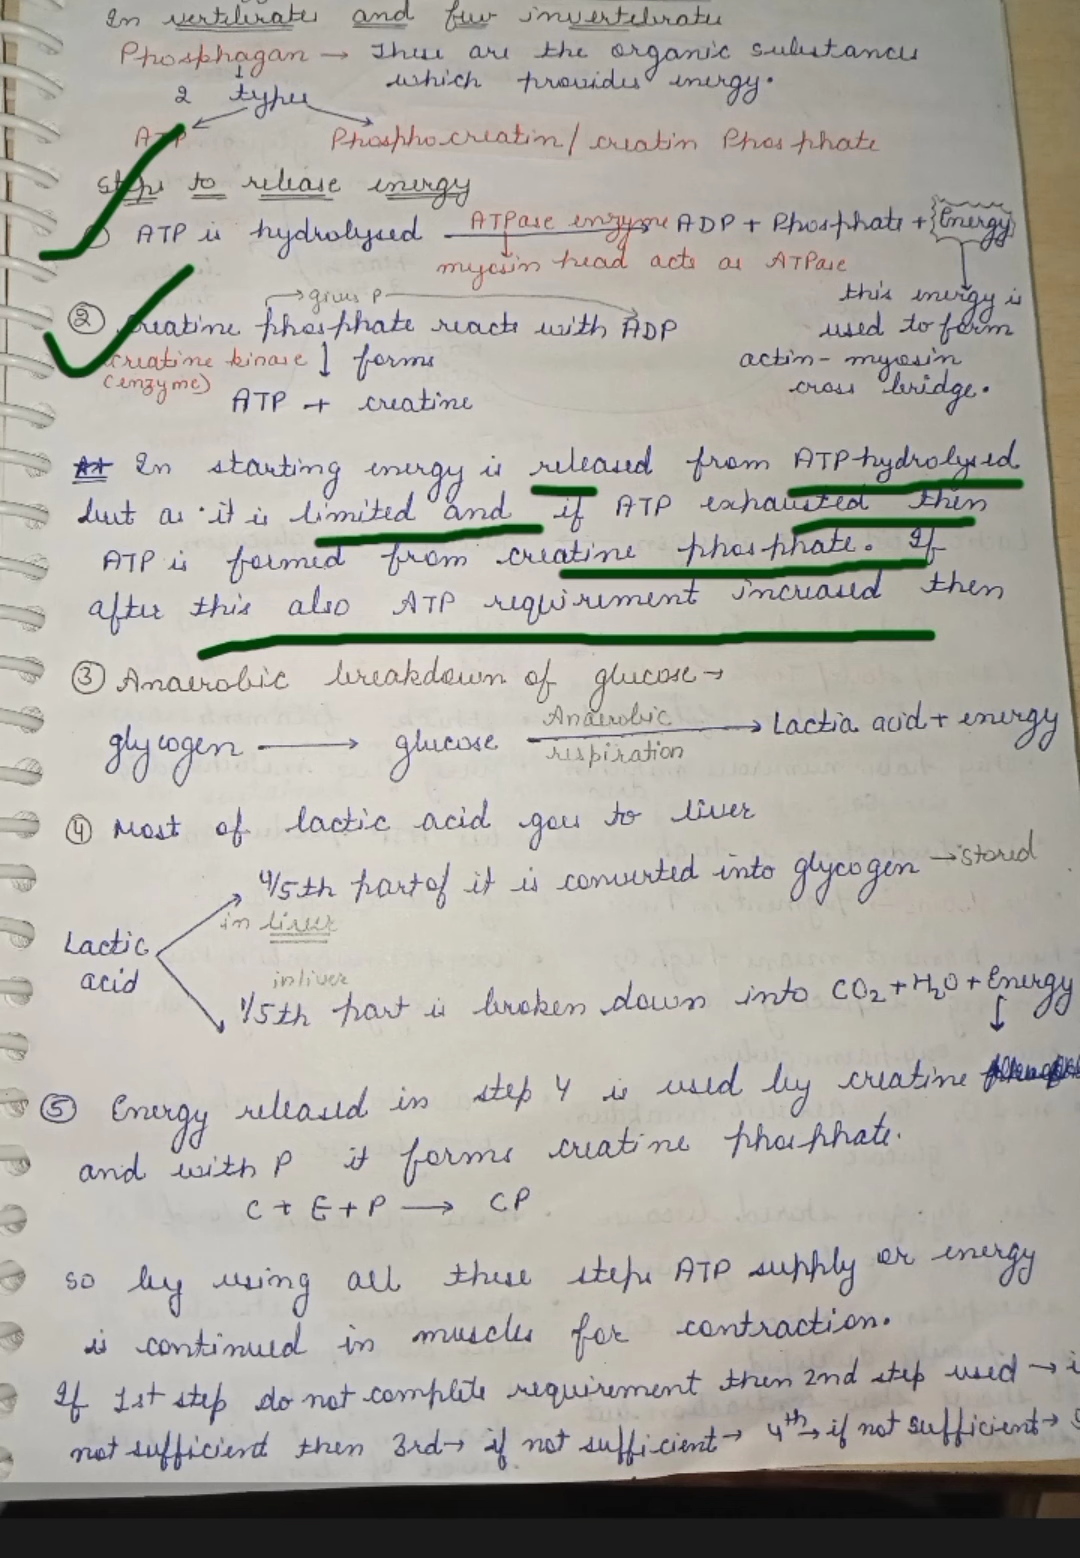 In vertebrates and few invertebrates
Phosphagan → These are the organic substances
which provides energy.
2 types
ATP Phosphocreatin/ creatin Phosphate
Steps to release energy
① ATP is hydrolysed ATPase enzyme ADP + Phosphate + {Energy}
myosin head acts as ATPase
this energy is
used to form
actin-myosin
cross bridge.
→ gives P
② Creatine phosphate reacts with ADP
creatine kinase ↓ forms
(enzyme)
ATP + creatine
** In starting energy is released from ATP hydrolysed
but as it is limited and if ATP exhausted then
ATP is formed from creatine phosphate. If
after this also ATP requirement increased then
③ Anaerobic breakdown of glucose →
glycogen → glucose Anaerobic → Lactia acid + energy
respiration
④ Most of lactic acid goes to liver
4/5th part of it is converted into glycogen → stored
in liver
Lactic
acid
in liver
1/5th part is broken down into CO2 + H2O + Energy
⑤ Energy released in step 4 is used by creatine
and with P it forms creatine phosphate.
C + E + P → CP
so by using all these steps ATP supply or energy
is continued in muscles for contraction.
If 1st step do not complete requirement then 2nd step used → i
not sufficient then 3rd → if not sufficient → 4th → if not sufficient → 5